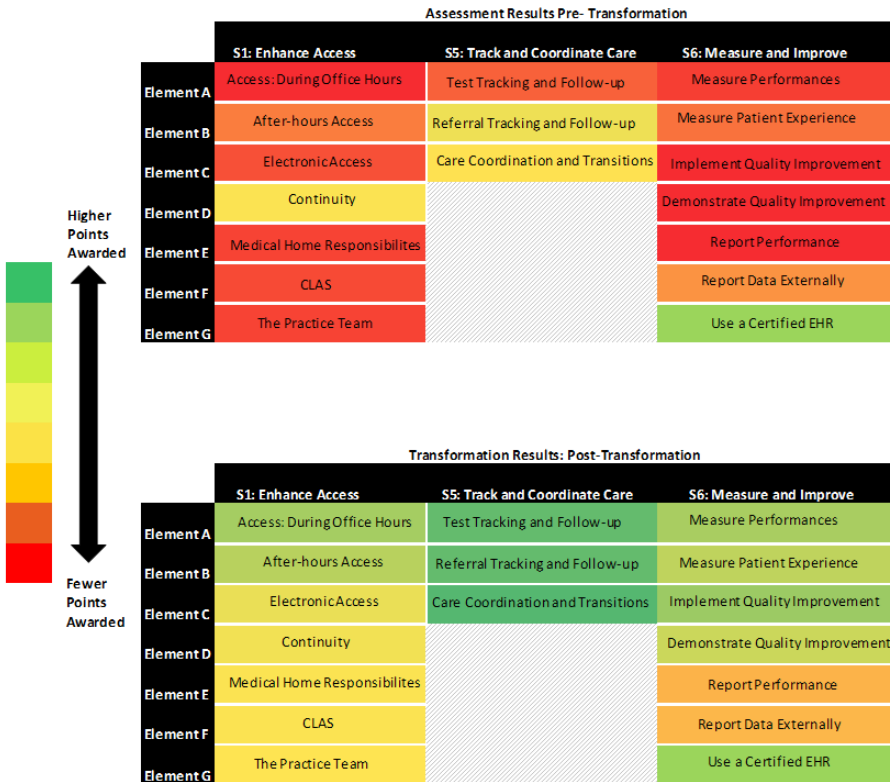 Assessment Results Pre- Transformation
S1: Enhance Access S5: Track and Coordinate Care S6: Measure and Improve
Element A Access: During Office Hours Test Tracking and Follow-up Measure Performances
Element B After-hours Access Referral Tracking and Follow-up Measure Patient Experience
Element C Electronic Access Care Coordination and Transitions Implement Quality Improvement
Element D Continuity Demonstrate Quality Improvement
Element E Medical Home Responsibilites Report Performance
Element F CLAS Report Data Externally
Element G The Practice Team Use a Certified EHR
Higher
Points
Awarded
Fewer
Points
Awarded
Transformation Results: Post-Transformation
S1: Enhance Access S5: Track and Coordinate Care S6: Measure and Improve
Element A Access: During Office Hours Test Tracking and Follow-up Measure Performances
Element B After-hours Access Referral Tracking and Follow-up Measure Patient Experience
Element C Electronic Access Care Coordination and Transitions Implement Quality Improvement
Element D Continuity Demonstrate Quality Improvement
Element E Medical Home Responsibilites Report Performance
Element F CLAS Report Data Externally
Element G The Practice Team Use a Certified EHR